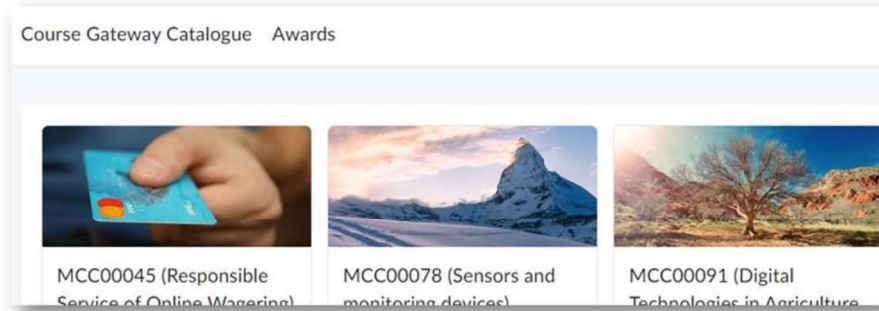 Course Gateway Catalogue Awards
MCC00045 (Responsible
Service of Online Wagering)
MCC00078 (Sensors and
monitoring devices)
MCC00091 (Digital
Technologies in Agriculture